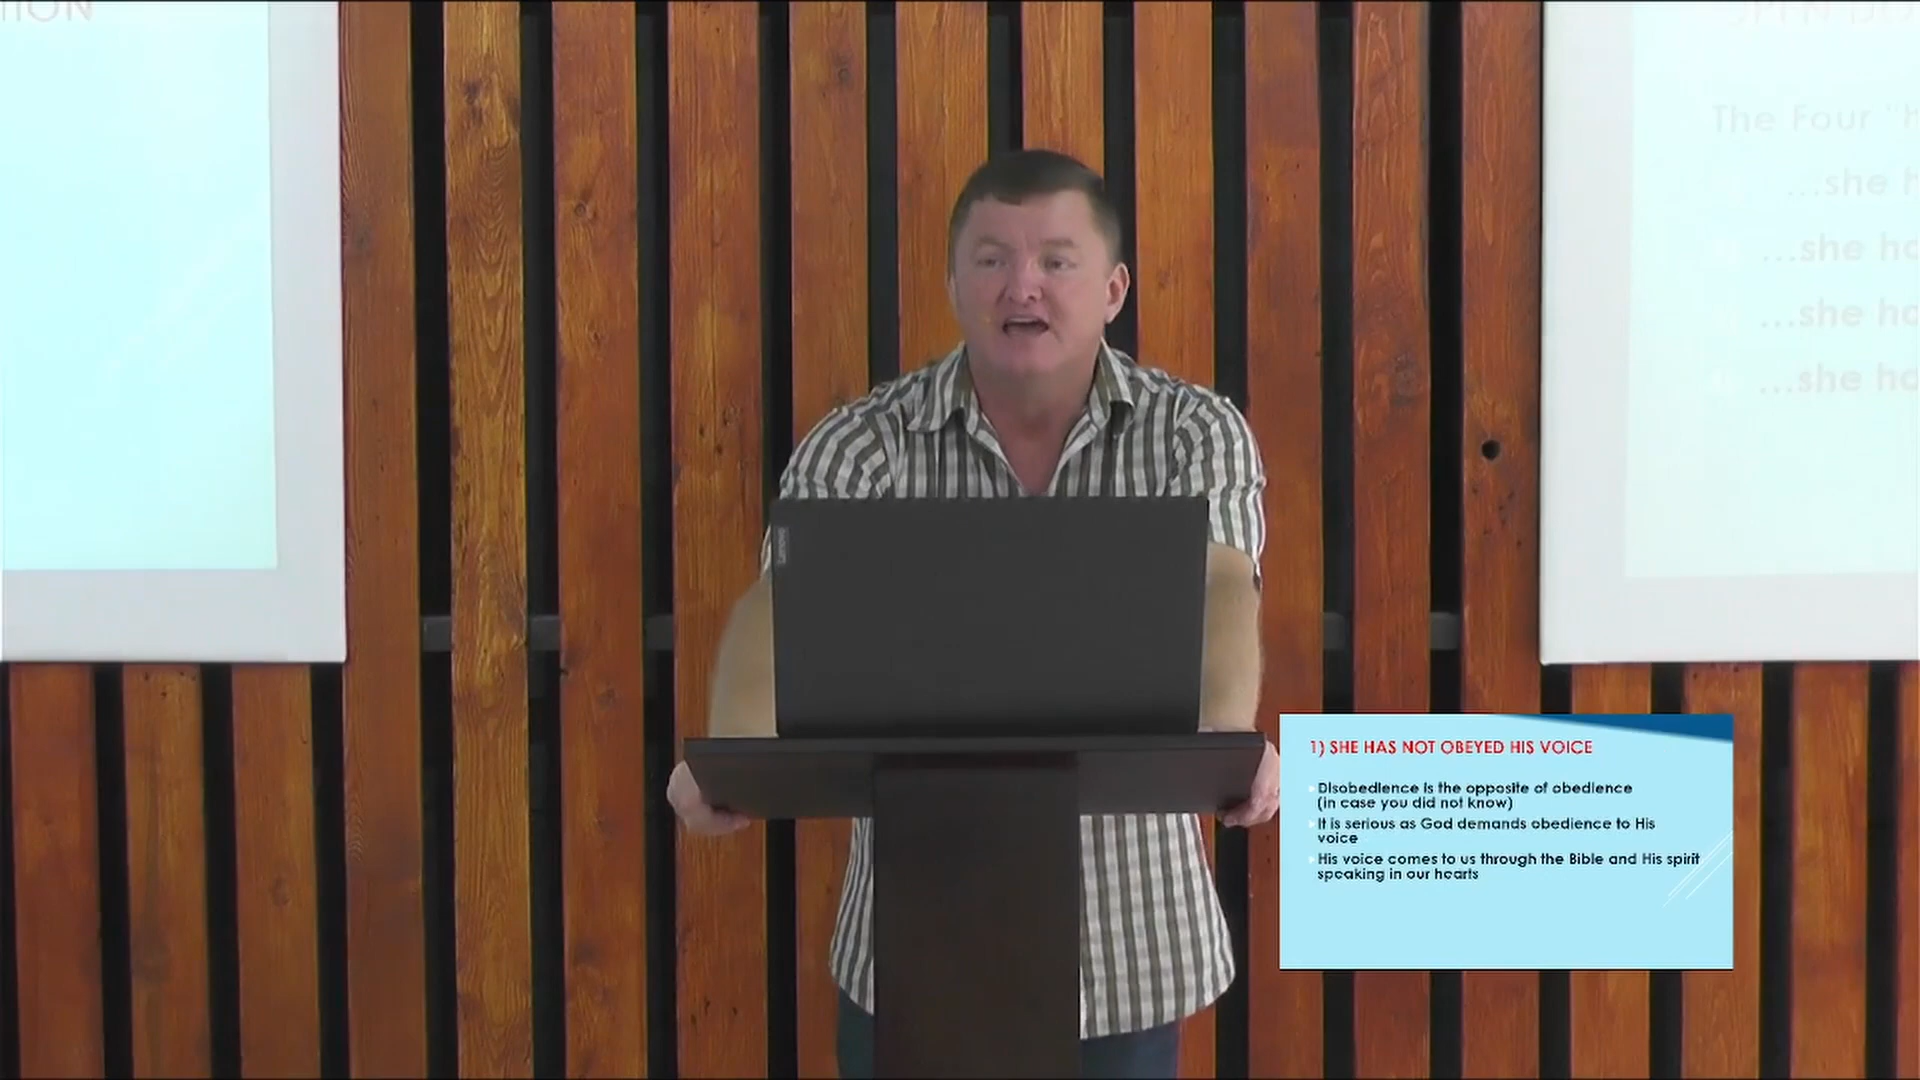 The Four
...she
...she
...she
...she
Lenovo
1) SHE HAS NOT OBEYED HIS VOICE
Disobedience is the opposite of obedience
(in case you did not know)
It is serious as God demands obedience to His
voice
His voice comes to us through the Bible and His spirit
speaking in our hearts